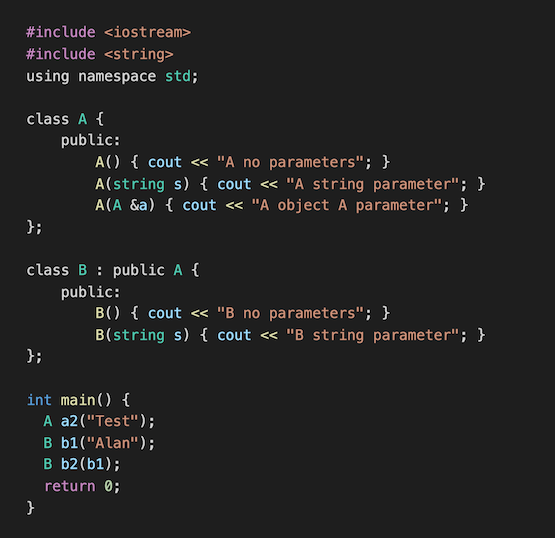 #include <iostream>
#include <string>
using namespace std;

class A {
    public:
        A() { cout << "A no parameters"; }
        A(string s) { cout << "A string parameter"; }
        A(A &a) { cout << "A object A parameter"; }
};

class B : public A {
    public:
        B() { cout << "B no parameters"; }
        B(string s) { cout << "B string parameter"; }
};

int main() {
  A a2("Test");
  B b1("Alan");
  B b2(b1);
  return 0;
}